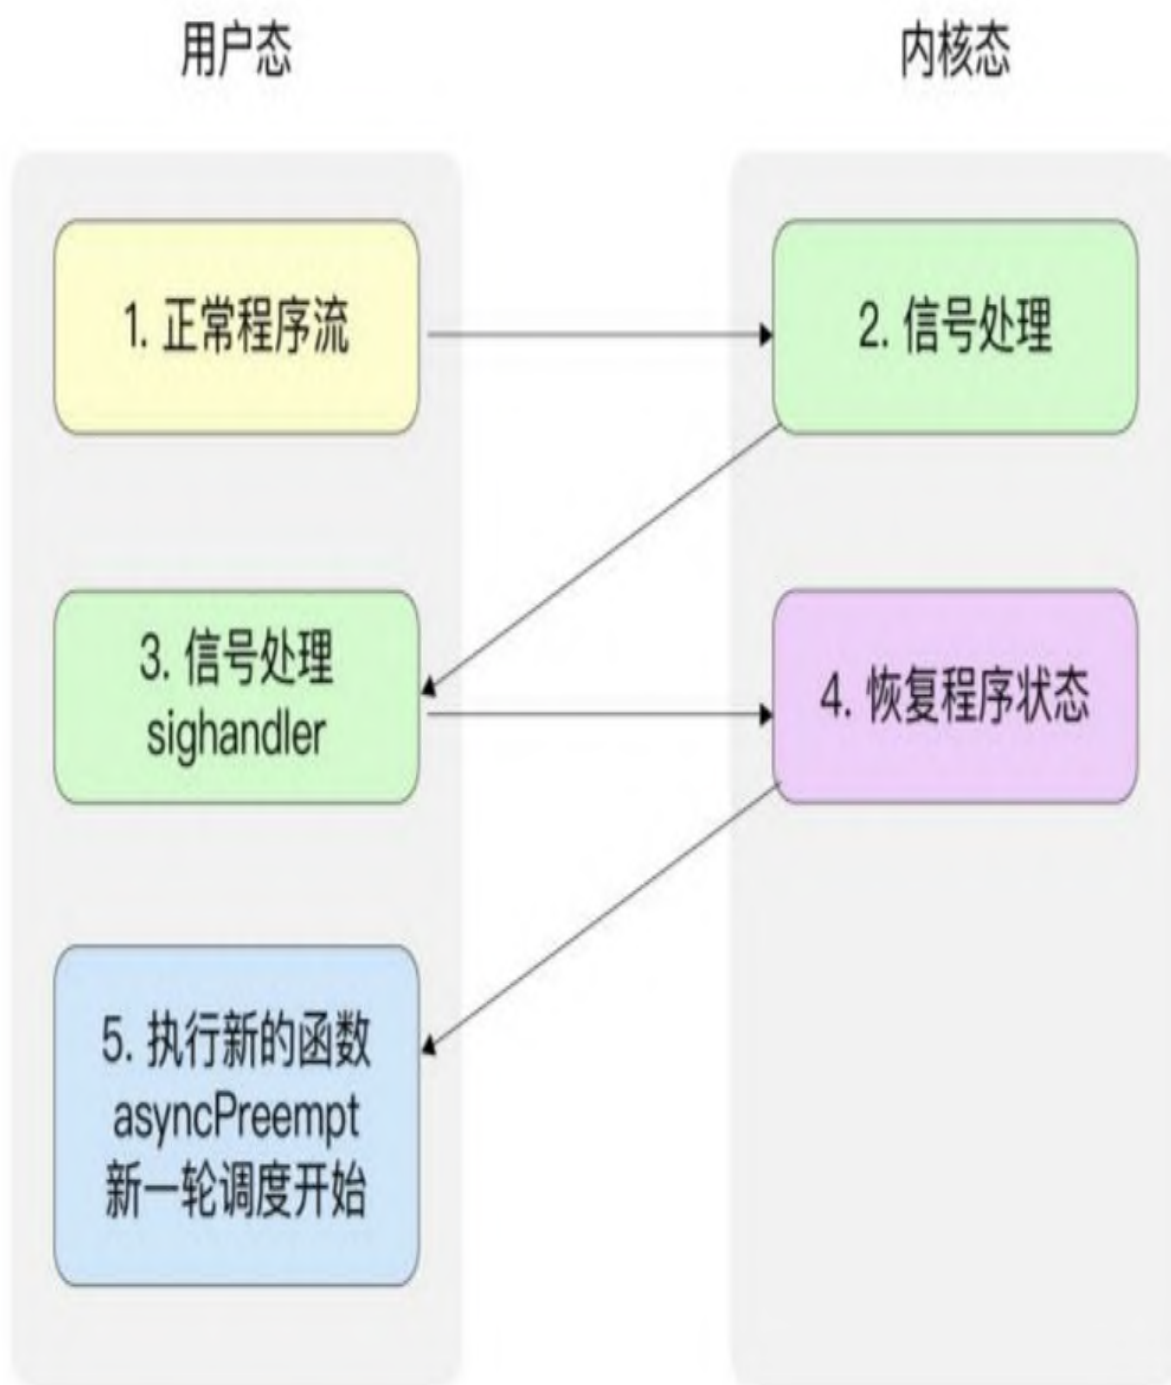 用户态
内核态
1. 正常程序流
2. 信号处理
3. 信号处理
sighandler
4. 恢复程序状态
5. 执行新的函数
asyncPreempt
新一轮调度开始